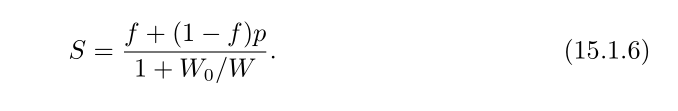 S = \frac{f + (1 - f)p}{1 + W_0/W}. (15.1.6)